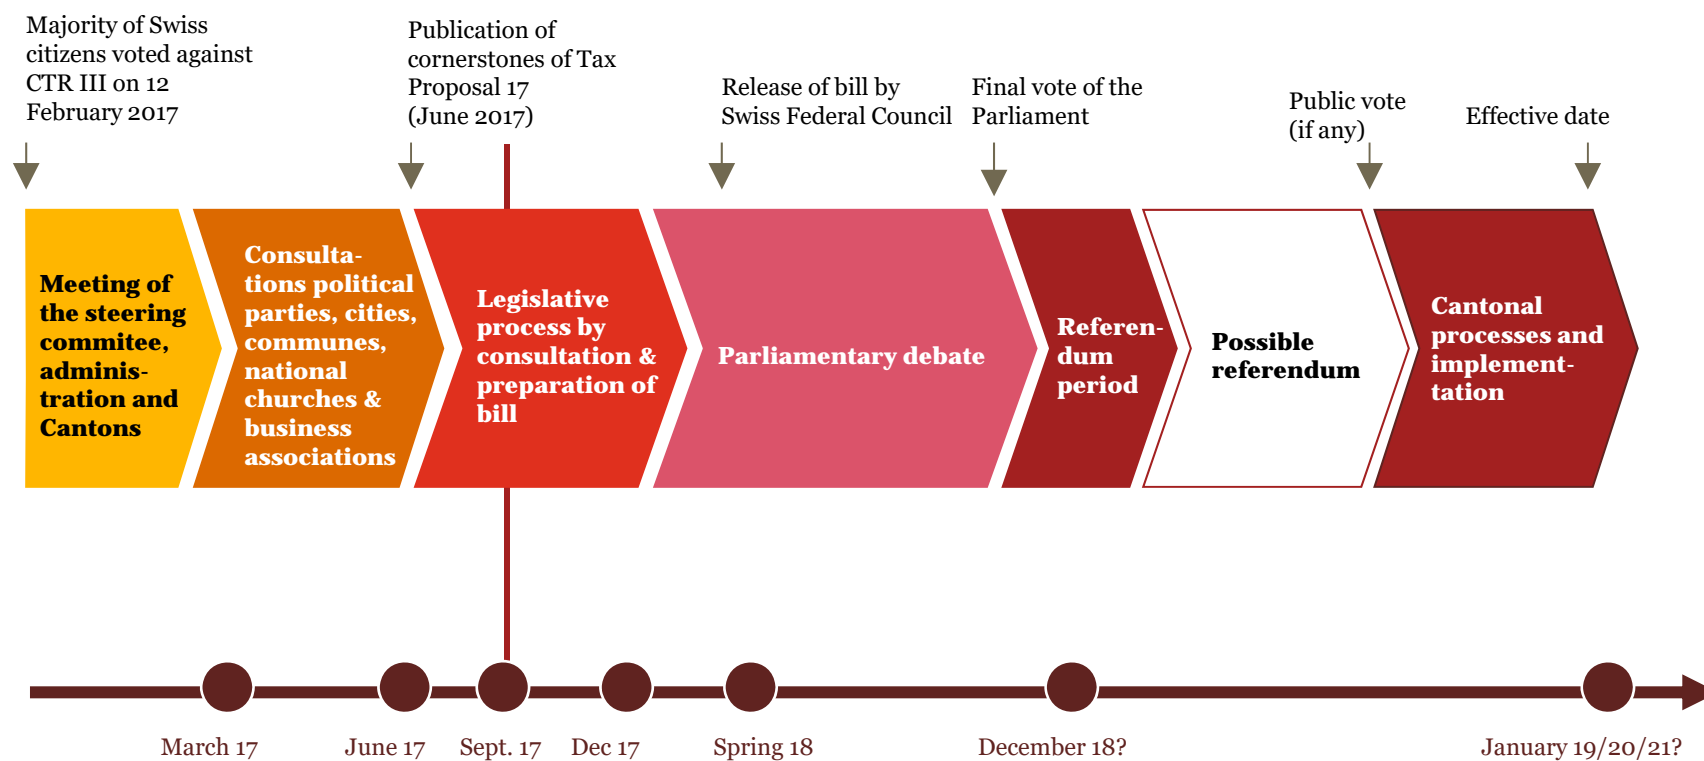 Majority of Swiss
citizens voted against
CTR III on 12
February 2017
Publication of
cornerstones of Tax
Proposal 17
(June 2017)
Release of bill by
Swiss Federal Council
Final vote of the
Parliament
Public vote
(if any)
Effective date
Meeting of
the steering
commitee,
adminis-
tration and
Cantons
Consulta-
tions political
parties, cities,
communes,
national
churches &
business
associations
Legislative
process by
consultation &
preparation of
bill
Parliamentary debate
Referen-
dum
period
Possible
referendum
Cantonal
processes and
implement-
tation
March 17
June 17
Sept. 17
Dec 17
Spring 18
December 18?
January 19/20/21?